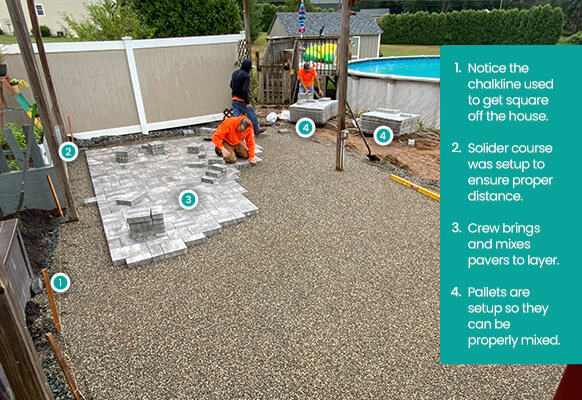 1. Notice the
chalkline used
to get square
off the house.
2. Solider course
was setup to
ensure proper
distance.
3. Crew brings
and mixes
pavers to layer.
4. Pallets are
setup so they
can be
properly mixed.
4
4
2
3
1